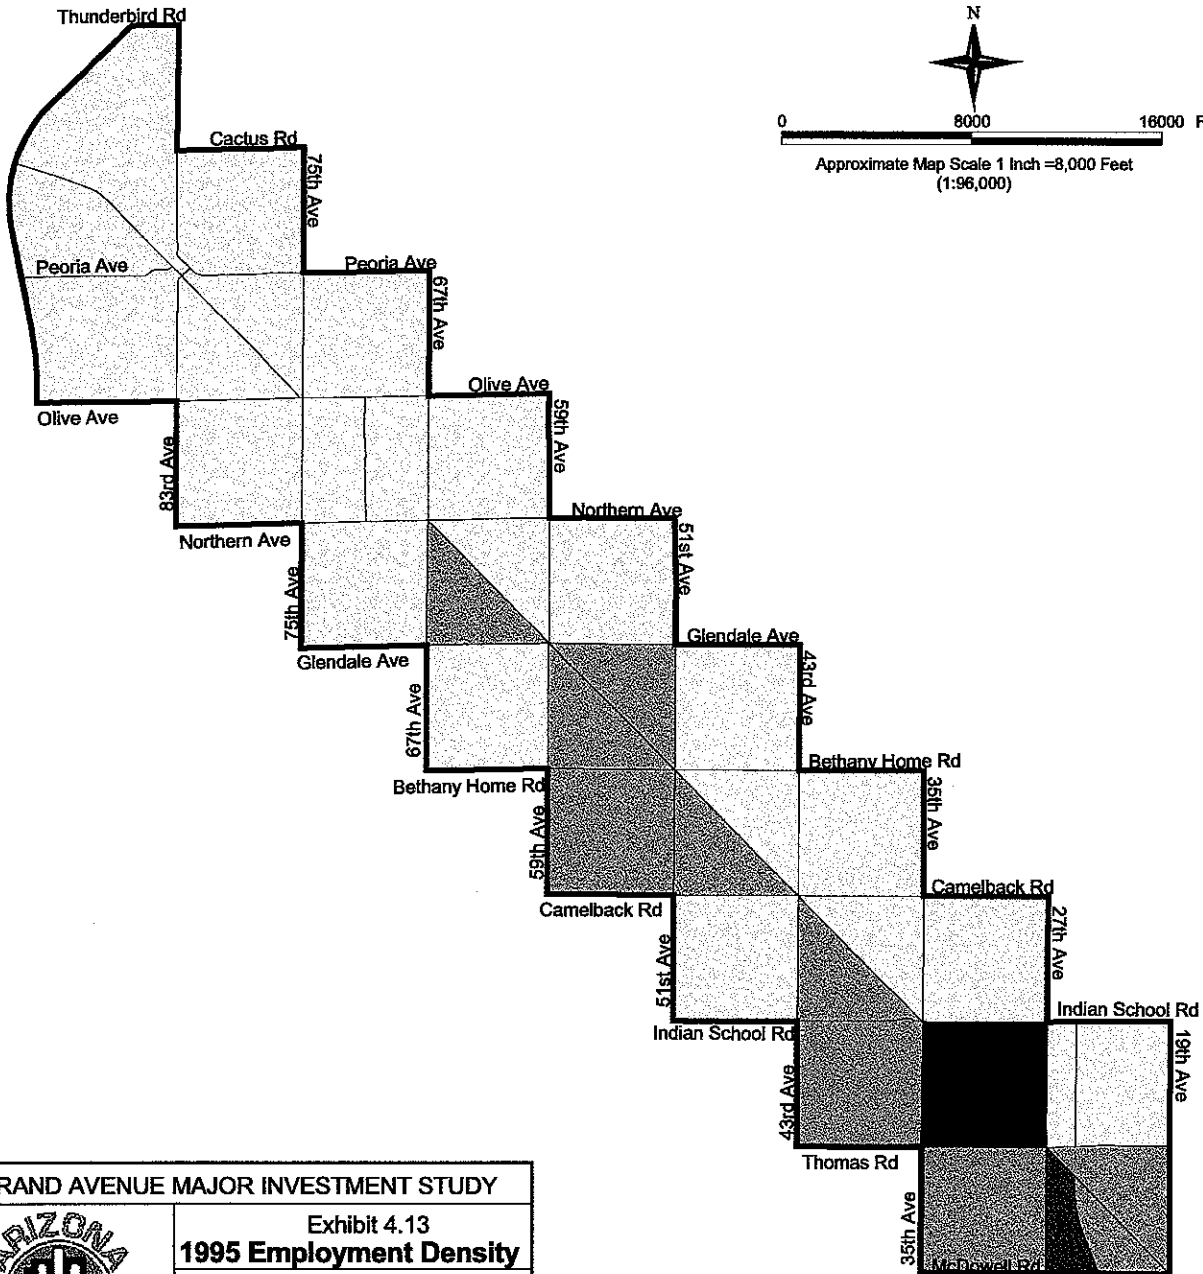 Thunderbird Rd
N
0 8000 16000 F
Approximate Map Scale 1 Inch =8,000 Feet
(1:96,000)
Cactus Rd
75th Ave
Peoria Ave
Peoria Ave
67th Ave
Olive Ave
Olive Ave
59th Ave
83rd Ave
Northern Ave
Northern Ave
51st Ave
75th Ave
Glendale Ave
Glendale Ave
43rd Ave
67th Ave
Bethany Home Rd
Bethany Home Rd
35th Ave
59th Ave
Camelback Rd
Camelback Rd
27th Ave
51st Ave
Indian School Rd
Indian School Rd
19th Ave
43rd Ave
Thomas Rd
35th Ave
McDowell Rd
RAND AVENUE MAJOR INVESTMENT STUDY
ARIZONA
Exhibit 4.13
1995 Employment Density